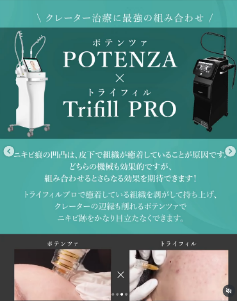 \ クレーター治療に最強の組み合わせ /
ポテンツァ
POTENZA
×
トライフィル
Trifill PRO
ニキビ痕の凹凸は、皮下で組織が癒着していることが原因です。
どちらの機械も効果的ですが、
組み合わせるとさらなる効果を期待できます！
トライフィルプロで癒着している組織を剥がして持ち上げ、
クレーターの辺縁も削れるポテンツァで
ニキビ跡をかなり目立たなくできます。
ポテンツァ
×
トライフィル